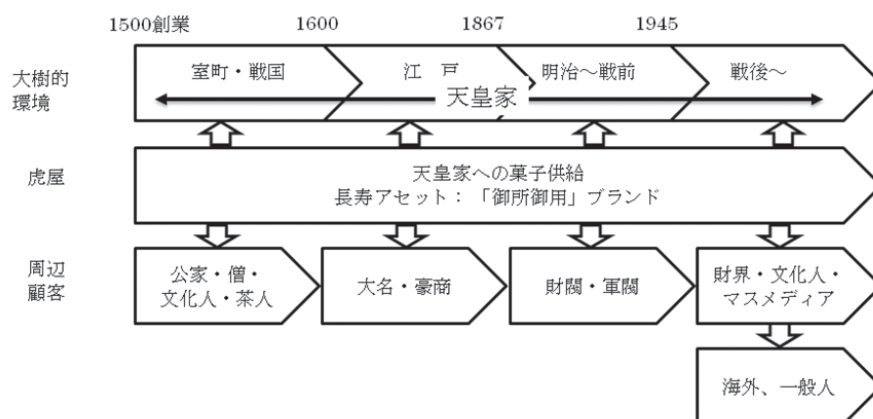 1500創業 1600 1867 1945
大樹的
環境
室町・戦国 江 戸 明治～戦前 戦後～
天皇家
虎屋
天皇家への菓子供給
長寿アセット：「御所御用」ブランド
周辺
顧客
公家・僧・
文化人・茶人
大名・豪商
財閥・軍閥
財界・文化人・
マスメディア
海外、一般人